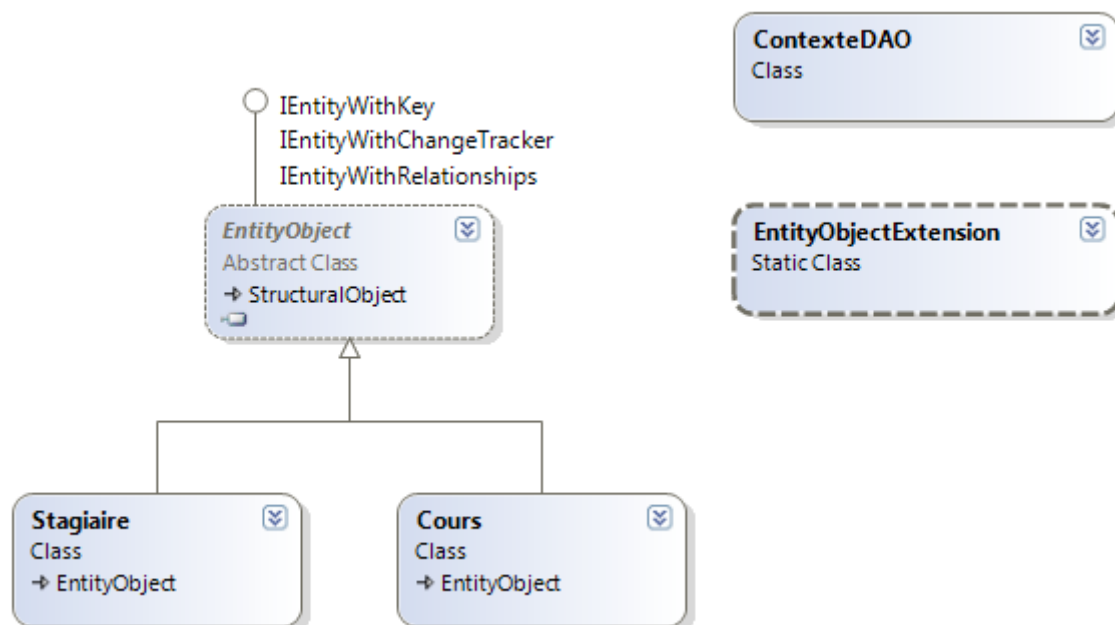 IEntityWithKey
IEntityWithChangeTracker
IEntityWithRelationships
EntityObject
Abstract Class
StructuralObject
ContexteDAO
Class
EntityObjectExtension
Static Class
Stagiaire
Class
EntityObject
Cours
Class
EntityObject